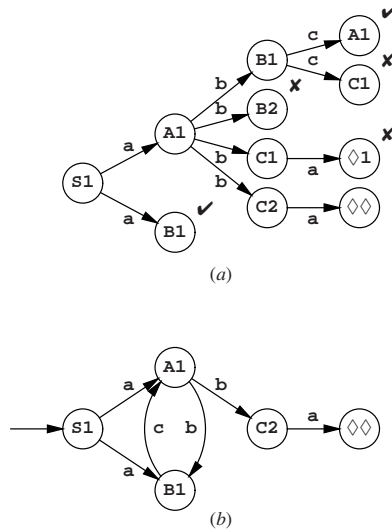 ✔
c A1
B1 c ✘
b ✘ C1
b B2
a A1 ✘
b C1 a ◊1
S1 b
a ✔ C2 a ◊◊
B1
(a)
A1
a b
S1 c b C2 a ◊◊
a
B1
(b)